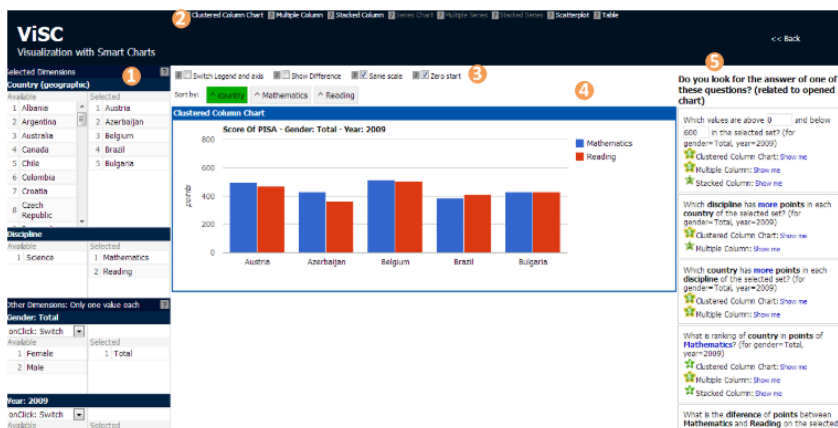 2
Clustered Column Chart Multiple Column Stacked Column Series Chart Multiple Series Stacked Series Scatterplot Table
ViSC
Visualization with Smart Charts
<< Back
Selected Dimensions
1
Country (geographic)
Available Selected
1 Albania 1 Austria
2 Argentina 2 Azerbaijan
3 Australia 3 Belgium
4 Canada 4 Brazil
5 Chile 5 Bulgaria
6 Colombia
7 Croatia
8 Czech
Republic
Discipline
Available Selected
1 Science 1 Mathematics
2 Reading
Other Dimensions: Only one value each
Gender: Total
onClick: Switch
Available Selected
1 Female 1 Total
2 Male
Year: 2009
onClick: Switch
Available Selected
Switch Legend and axis Show Difference Same scale Zero start
3
Sort by: ^ country ^ Mathematics ^ Reading
4
Clustered Column Chart
Score Of PISA - Gender: Total - Year: 2009
800
600
400
200
0
points
Austria Azerbaijan Belgium Brazil Bulgaria
Mathematics
Reading
5
Do you look for the answer of one of
these questions? (related to opened
chart)
Which values are above 0 and below
600 in the selected set? (for
gender=Total, year=2009)
Clustered Column Chart: Show me
Multiple Column: Show me
Stacked Column: Show me
Which discipline has more points in each
country of the selected set? (for
gender=Total, year=2009)
Clustered Column Chart: Show me
Multiple Column: Show me
Which country has more points in each
discipline of the selected set? (for
gender=Total, year=2009)
Clustered Column Chart: Show me
Multiple Column: Show me
What is ranking of country in points of
Mathematics? (for gender=Total,
year=2009)
Clustered Column Chart: Show me
Multiple Column: Show me
Stacked Column: Show me
What is the diference of points between
Mathematics and Reading on the selected